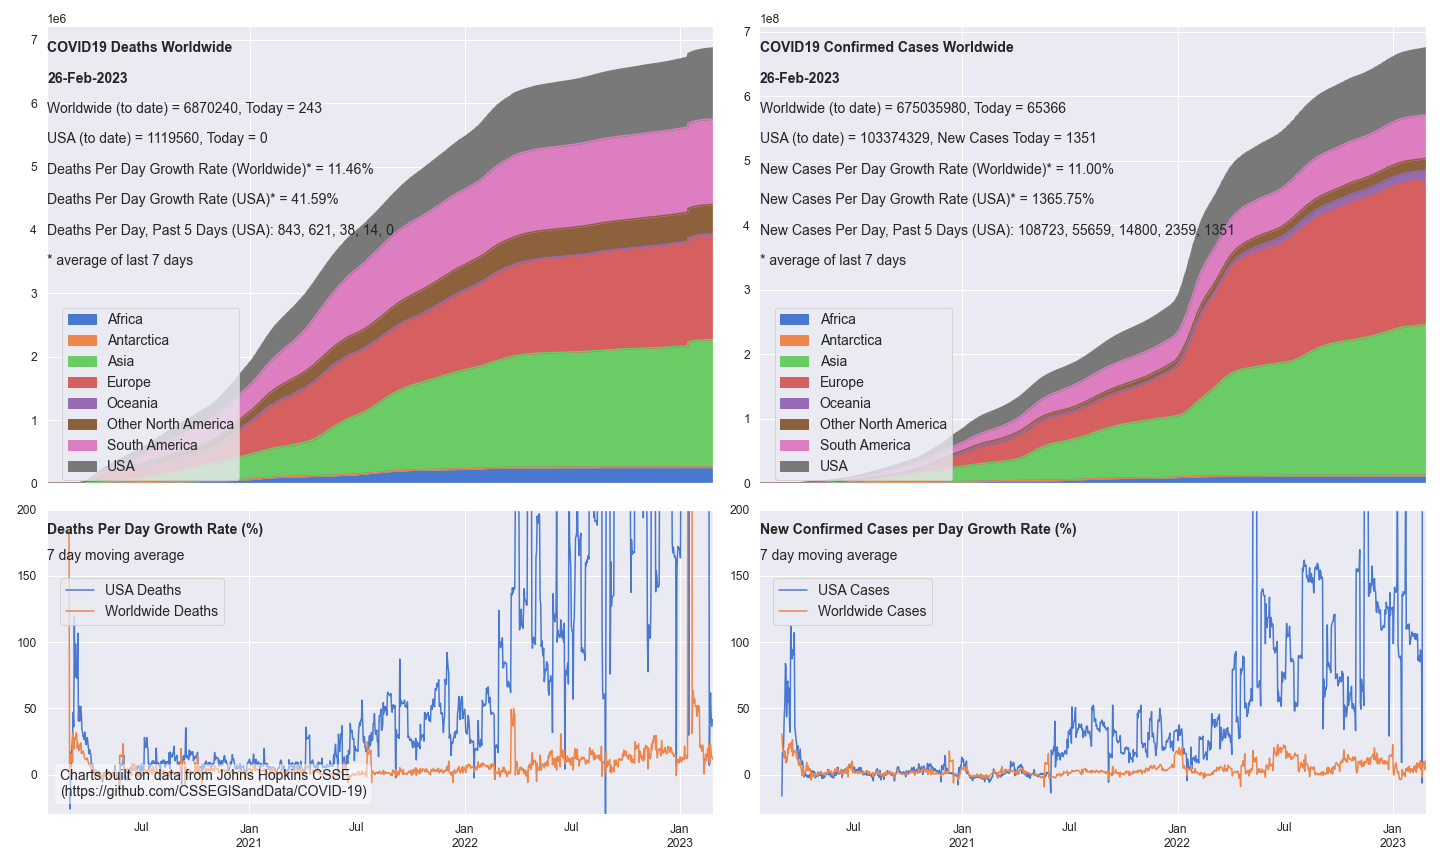 1e6
COVID19 Deaths Worldwide
26-Feb-2023
Worldwide (to date) = 6870240, Today = 243
USA (to date) = 1119560, Today = 0
Deaths Per Day Growth Rate (Worldwide)* = 11.46%
Deaths Per Day Growth Rate (USA)* = 41.59%
Deaths Per Day, Past 5 Days (USA): 843, 621, 38, 14, 0
* average of last 7 days
7
6
5
4
3
2
1
0
Africa
Antarctica
Asia
Europe
Oceania
Other North America
South America
USA
1e8
COVID19 Confirmed Cases Worldwide
26-Feb-2023
Worldwide (to date) = 675035980, Today = 65366
USA (to date) = 103374329, New Cases Today = 1351
New Cases Per Day Growth Rate (Worldwide)* = 11.00%
New Cases Per Day Growth Rate (USA)* = 1365.75%
New Cases Per Day, Past 5 Days (USA): 108723, 55659, 14800, 2359, 1351
* average of last 7 days
7
6
5
4
3
2
1
0
Africa
Antarctica
Asia
Europe
Oceania
Other North America
South America
USA
Deaths Per Day Growth Rate (%)
7 day moving average
USA Deaths
Worldwide Deaths
200
150
100
50
0
Charts built on data from Johns Hopkins CSSE
(https://github.com/CSSEGISandData/COVID-19)
Jul
Jan
2021
Jul
Jan
2022
Jul
Jan
2023
New Confirmed Cases per Day Growth Rate (%)
7 day moving average
USA Cases
Worldwide Cases
200
150
100
50
0
Jul
Jan
2021
Jul
Jan
2022
Jul
Jan
2023